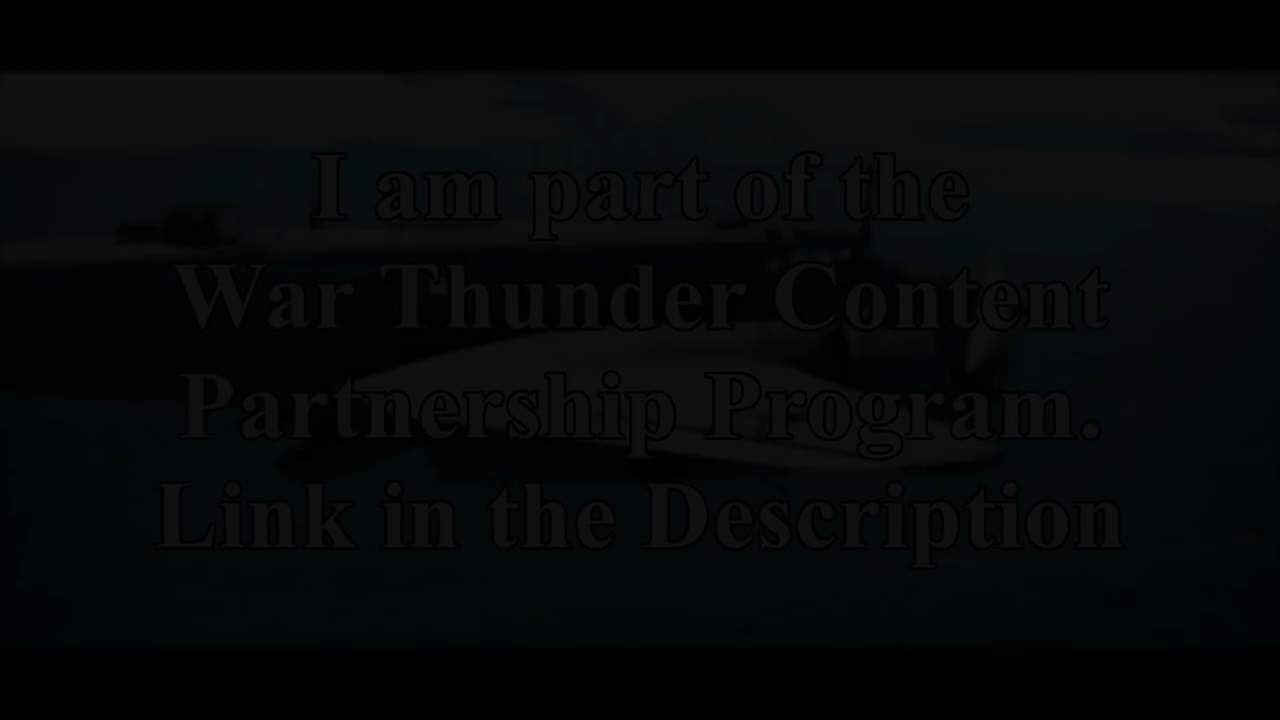 I am part of the
War Thunder Content
Partnership Program.
Link in the Description